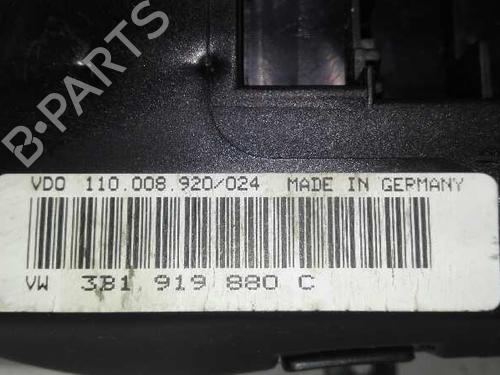 B-PARTS
VDO 110.008.920/024 MADE IN GERMANY
VW 3B1 919 880 C